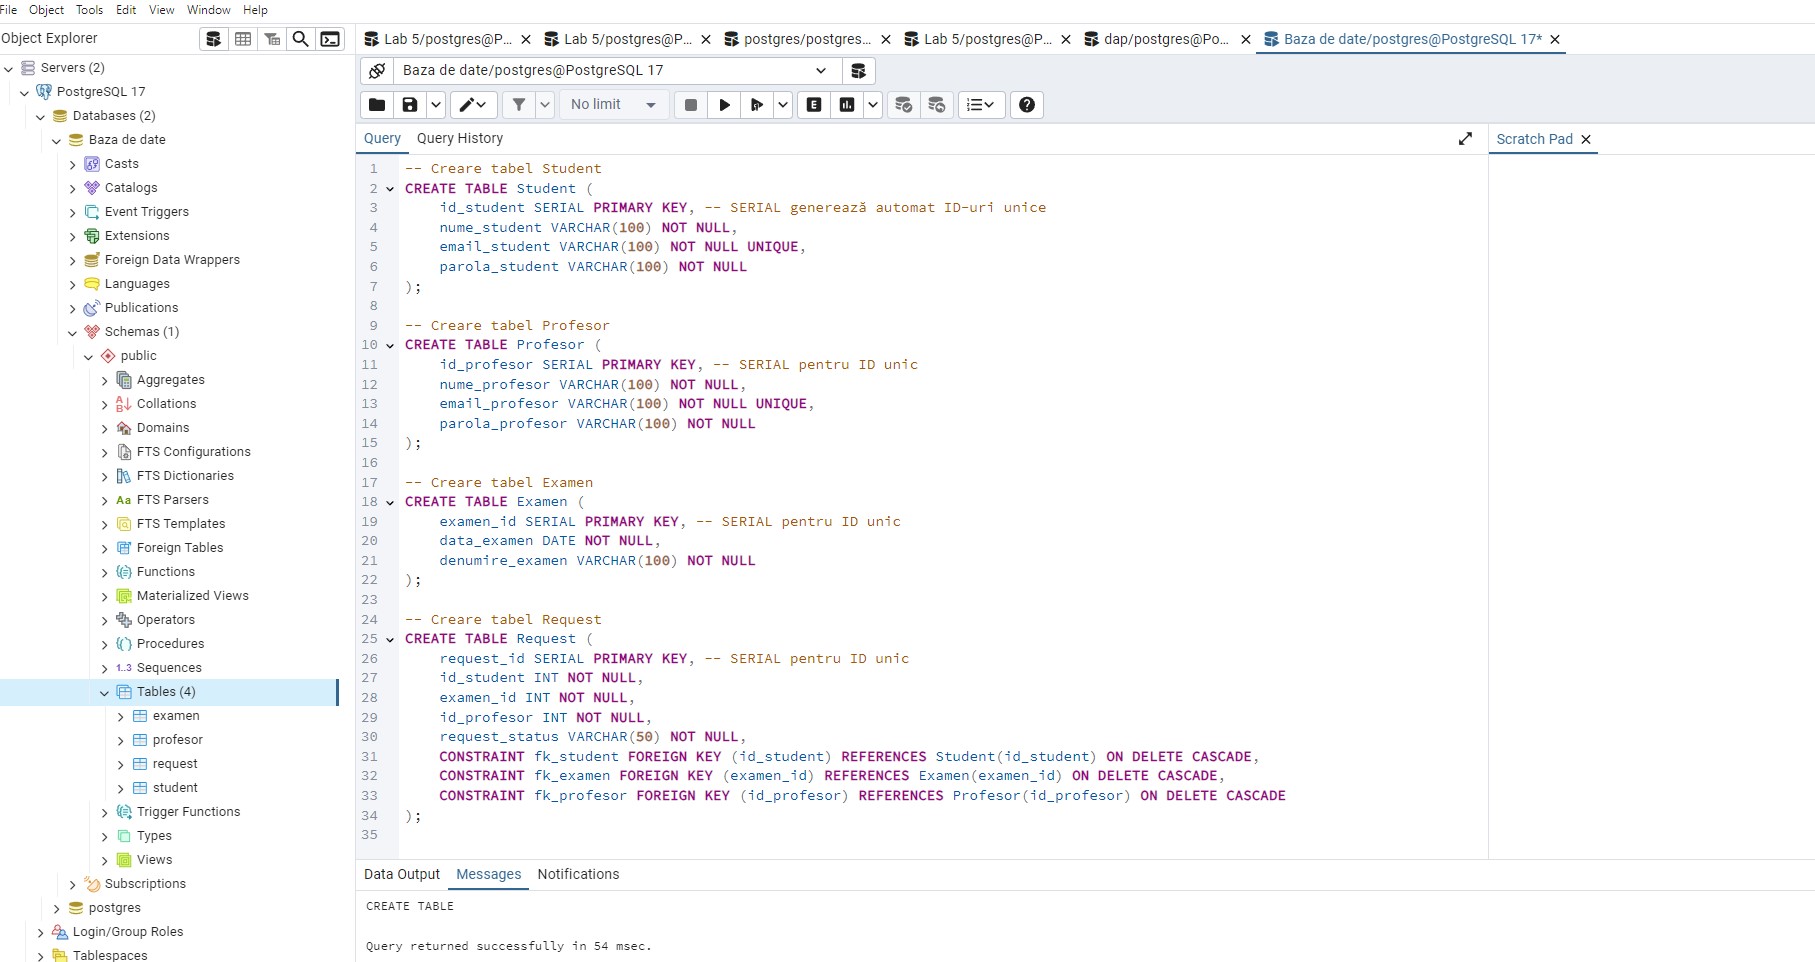 File Object Tools Edit View Window Help
Object Explorer
Servers (2)
PostgreSQL 17
Databases (2)
Baza de date
Casts
Catalogs
Event Triggers
Extensions
Foreign Data Wrappers
Languages
Publications
Schemas (1)
public
Aggregates
Collations
Domains
FTS Configurations
FTS Dictionaries
Aa FTS Parsers
FTS Templates
Foreign Tables
Functions
Materialized Views
Operators
Procedures
1..3 Sequences
Tables (4)
examen
profesor
request
student
Trigger Functions
Types
Views
Subscriptions
postgres
Login/Group Roles
Tablespaces
Lab 5/postgres@P... Lab 5/postgres@P... postgres/postgres... Lab 5/postgres@P... dap/postgres@Po... Baza de date/postgres@PostgreSQL 17*
Baza de date/postgres@PostgreSQL 17
No limit
Query Query History
Scratch Pad
1 -- Creare tabel Student
2 CREATE TABLE Student (
3 id_student SERIAL PRIMARY KEY, -- SERIAL generează automat ID-uri unice
4 nume_student VARCHAR(100) NOT NULL,
5 email_student VARCHAR(100) NOT NULL UNIQUE,
6 parola_student VARCHAR(100) NOT NULL
7 );
8
9 -- Creare tabel Profesor
10 CREATE TABLE Profesor (
11 id_profesor SERIAL PRIMARY KEY, -- SERIAL pentru ID unic
12 nume_profesor VARCHAR(100) NOT NULL,
13 email_profesor VARCHAR(100) NOT NULL UNIQUE,
14 parola_profesor VARCHAR(100) NOT NULL
15 );
16
17 -- Creare tabel Examen
18 CREATE TABLE Examen (
19 examen_id SERIAL PRIMARY KEY, -- SERIAL pentru ID unic
20 data_examen DATE NOT NULL,
21 denumire_examen VARCHAR(100) NOT NULL
22 );
23
24 -- Creare tabel Request
25 CREATE TABLE Request (
26 request_id SERIAL PRIMARY KEY, -- SERIAL pentru ID unic
27 id_student INT NOT NULL,
28 examen_id INT NOT NULL,
29 id_profesor INT NOT NULL,
30 request_status VARCHAR(50) NOT NULL,
31 CONSTRAINT fk_student FOREIGN KEY (id_student) REFERENCES Student(id_student) ON DELETE CASCADE,
32 CONSTRAINT fk_examen FOREIGN KEY (examen_id) REFERENCES Examen(examen_id) ON DELETE CASCADE,
33 CONSTRAINT fk_profesor FOREIGN KEY (id_profesor) REFERENCES Profesor(id_profesor) ON DELETE CASCADE
34 );
35
Data Output Messages Notifications
CREATE TABLE
Query returned successfully in 54 msec.